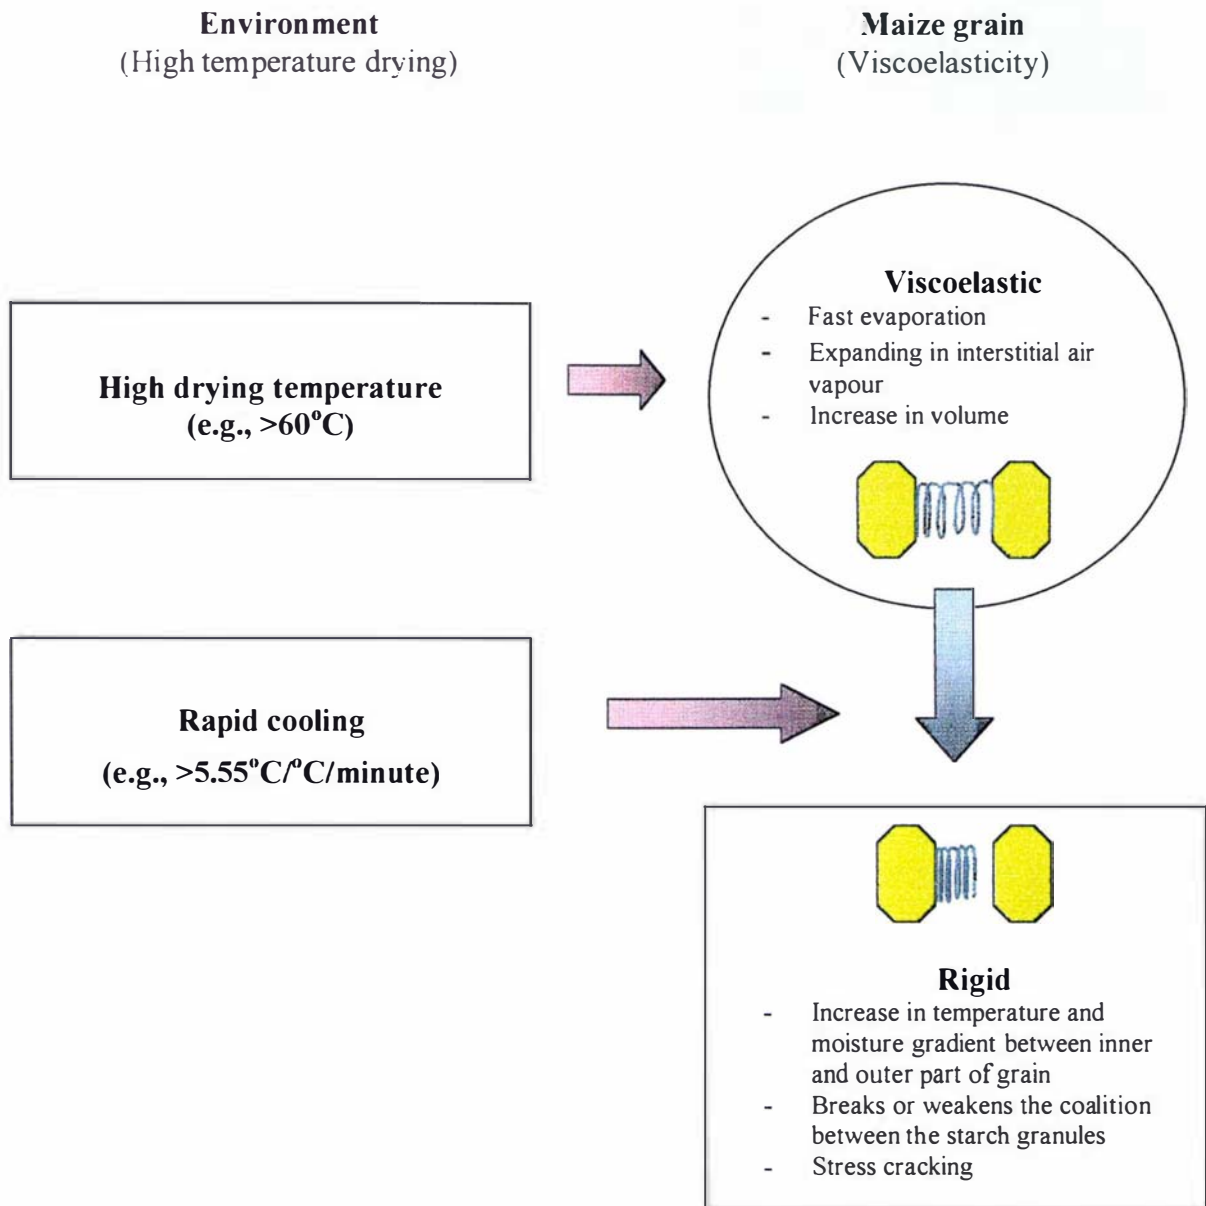 Environment
(High temperature drying)
Maize grain
(Viscoelasticity)
Viscoelastic
- Fast evaporation
- Expanding in interstitial air
vapour
- Increase in volume
High drying temperature
(e.g., >60°C)
Rapid cooling
(e.g., >5.55°C/°C/minute)
Rigid
- Increase in temperature and
moisture gradient between inner
and outer part of grain
- Breaks or weakens the coalition
between the starch granules
- Stress cracking